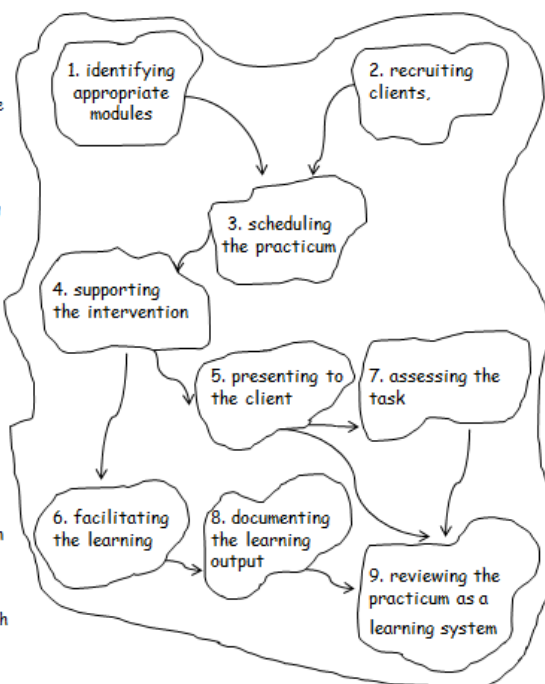 1. identifying
appropriate
modules
2. recruiting
clients,
3. scheduling
the practicum
4. supporting
the intervention
5. presenting to
the client
7. assessing the
task
6. facilitating
the learning
8. documenting
the learning
output
9. reviewing the
practicum as a
learning system